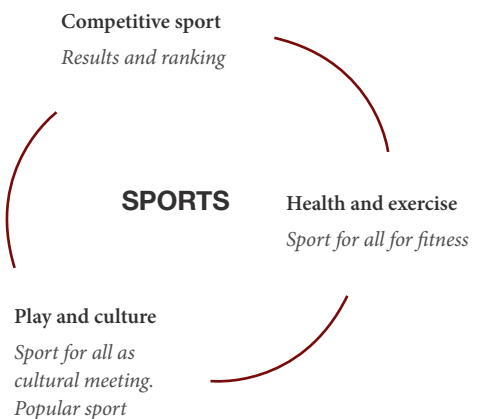 Competitive sport
Results and ranking
SPORTS
Health and exercise
Sport for all for fitness
Play and culture
Sport for all as
cultural meeting.
Popular sport